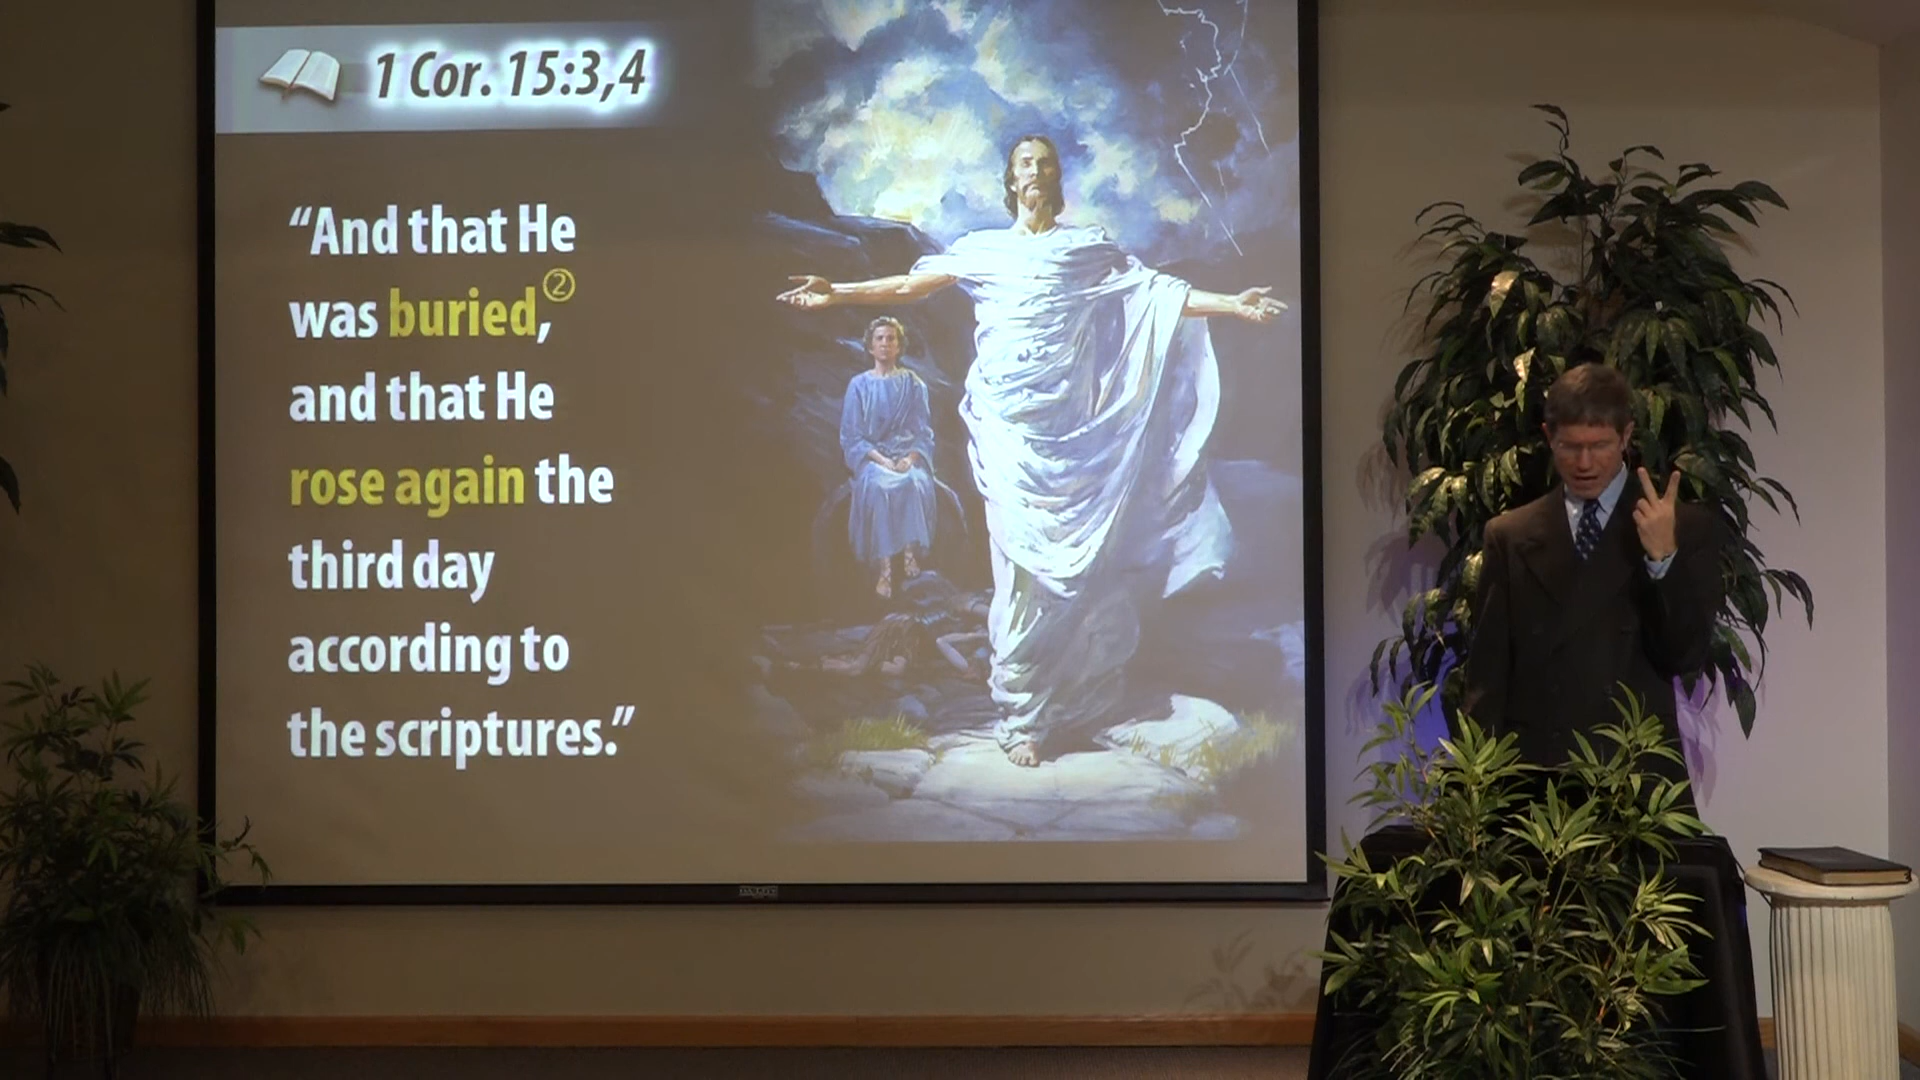 1 Cor. 15:3,4
“And that He
was buried,②
and that He
rose again the
third day
according to
the scriptures.”